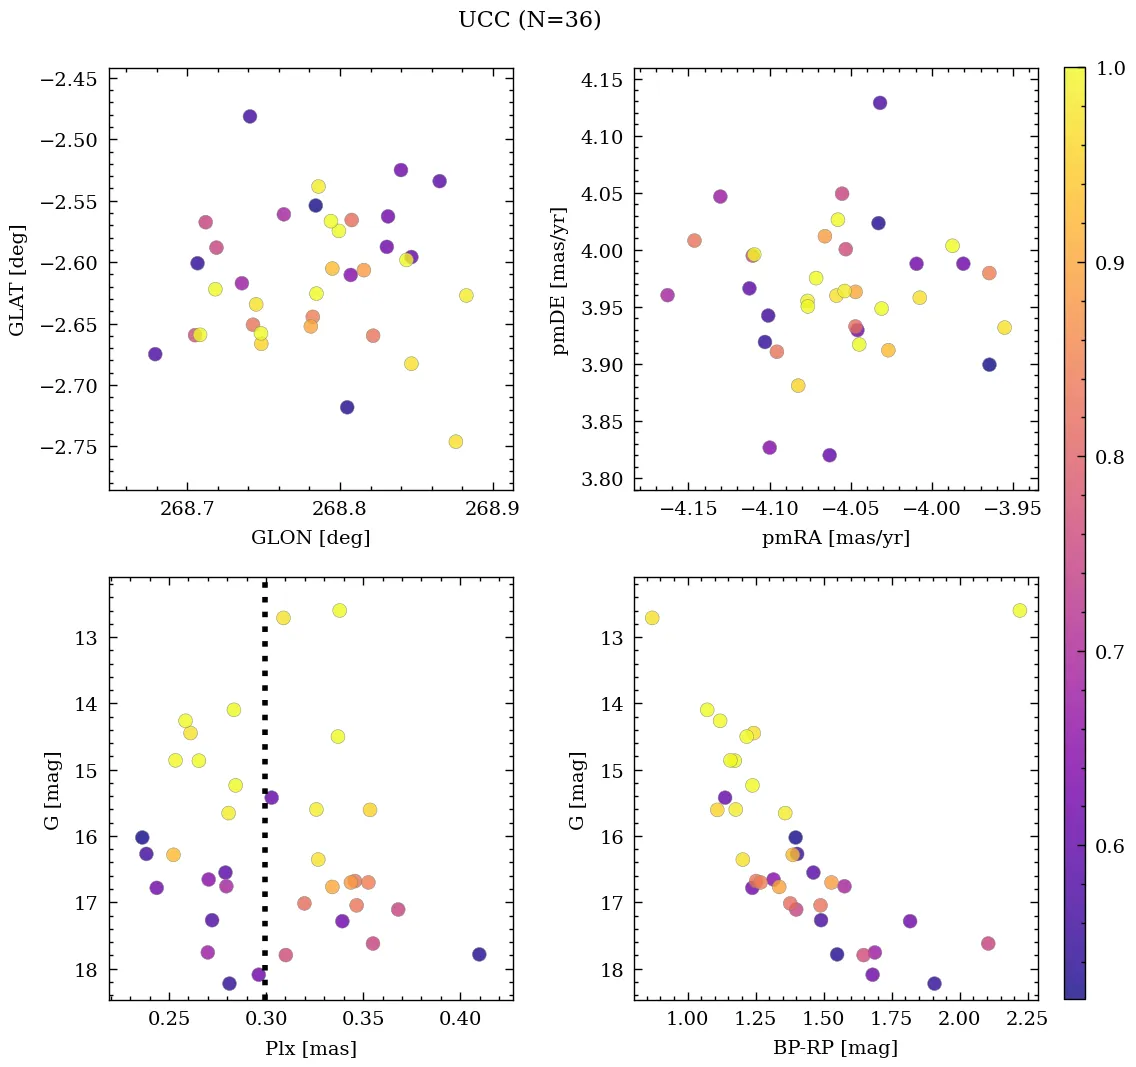 UCC (N=36)
−2.45
−2.50
−2.55
−2.60
−2.65
−2.70
−2.75
GLAT [deg]
268.7 268.8 268.9
GLON [deg]
4.15
4.10
4.05
4.00
3.95
3.90
3.85
3.80
pmDE [mas/yr]
−4.15 −4.10 −4.05 −4.00 −3.95
pmRA [mas/yr]
13
14
15
16
17
18
G [mag]
0.25 0.30 0.35 0.40
Plx [mas]
13
14
15
16
17
18
G [mag]
1.00 1.25 1.50 1.75 2.00 2.25
BP-RP [mag]
1.0
0.9
0.8
0.7
0.6